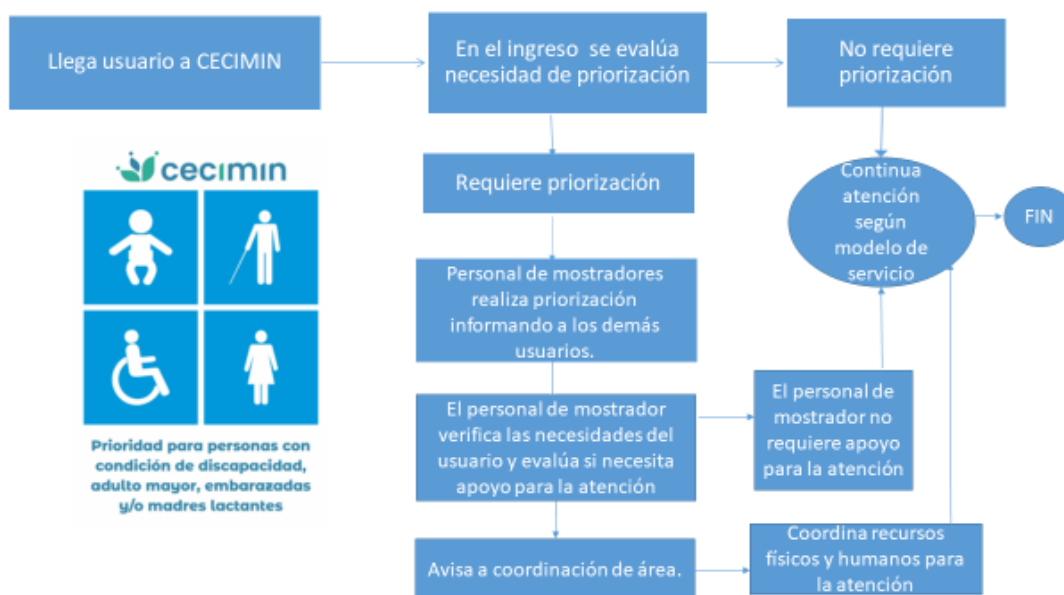 Llega usuario a CECIMIN
En el ingreso se evalúa
necesidad de priorización
No requiere
priorización
cecimin
Prioridad para personas con
condición de discapacidad,
adulto mayor, embarazadas
y/o madres lactantes
Requiere priorización
Continua
atención
según
modelo de
servicio
FIN
Personal de mostradores
realiza priorización
informando a los demás
usuarios.
El personal de mostrador
verifica las necesidades del
usuario y evalúa si necesita
apoyo para la atención
El personal de
mostrador no
requiere apoyo
para la atención
Avisa a coordinación de área.
Coordina recursos
físicos y humanos para
la atención